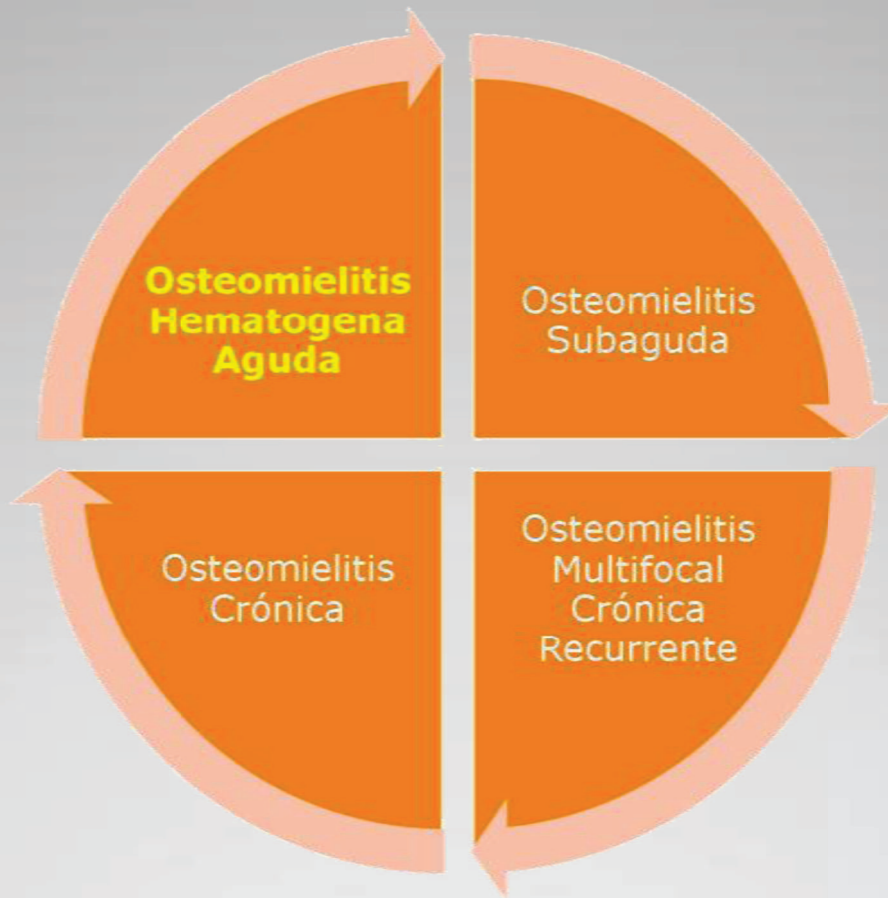 Osteomielitis
Hematogena
Aguda
Osteomielitis
Subaguda
Osteomielitis
Crónica
Osteomielitis
Multifocal
Crónica
Recurrente